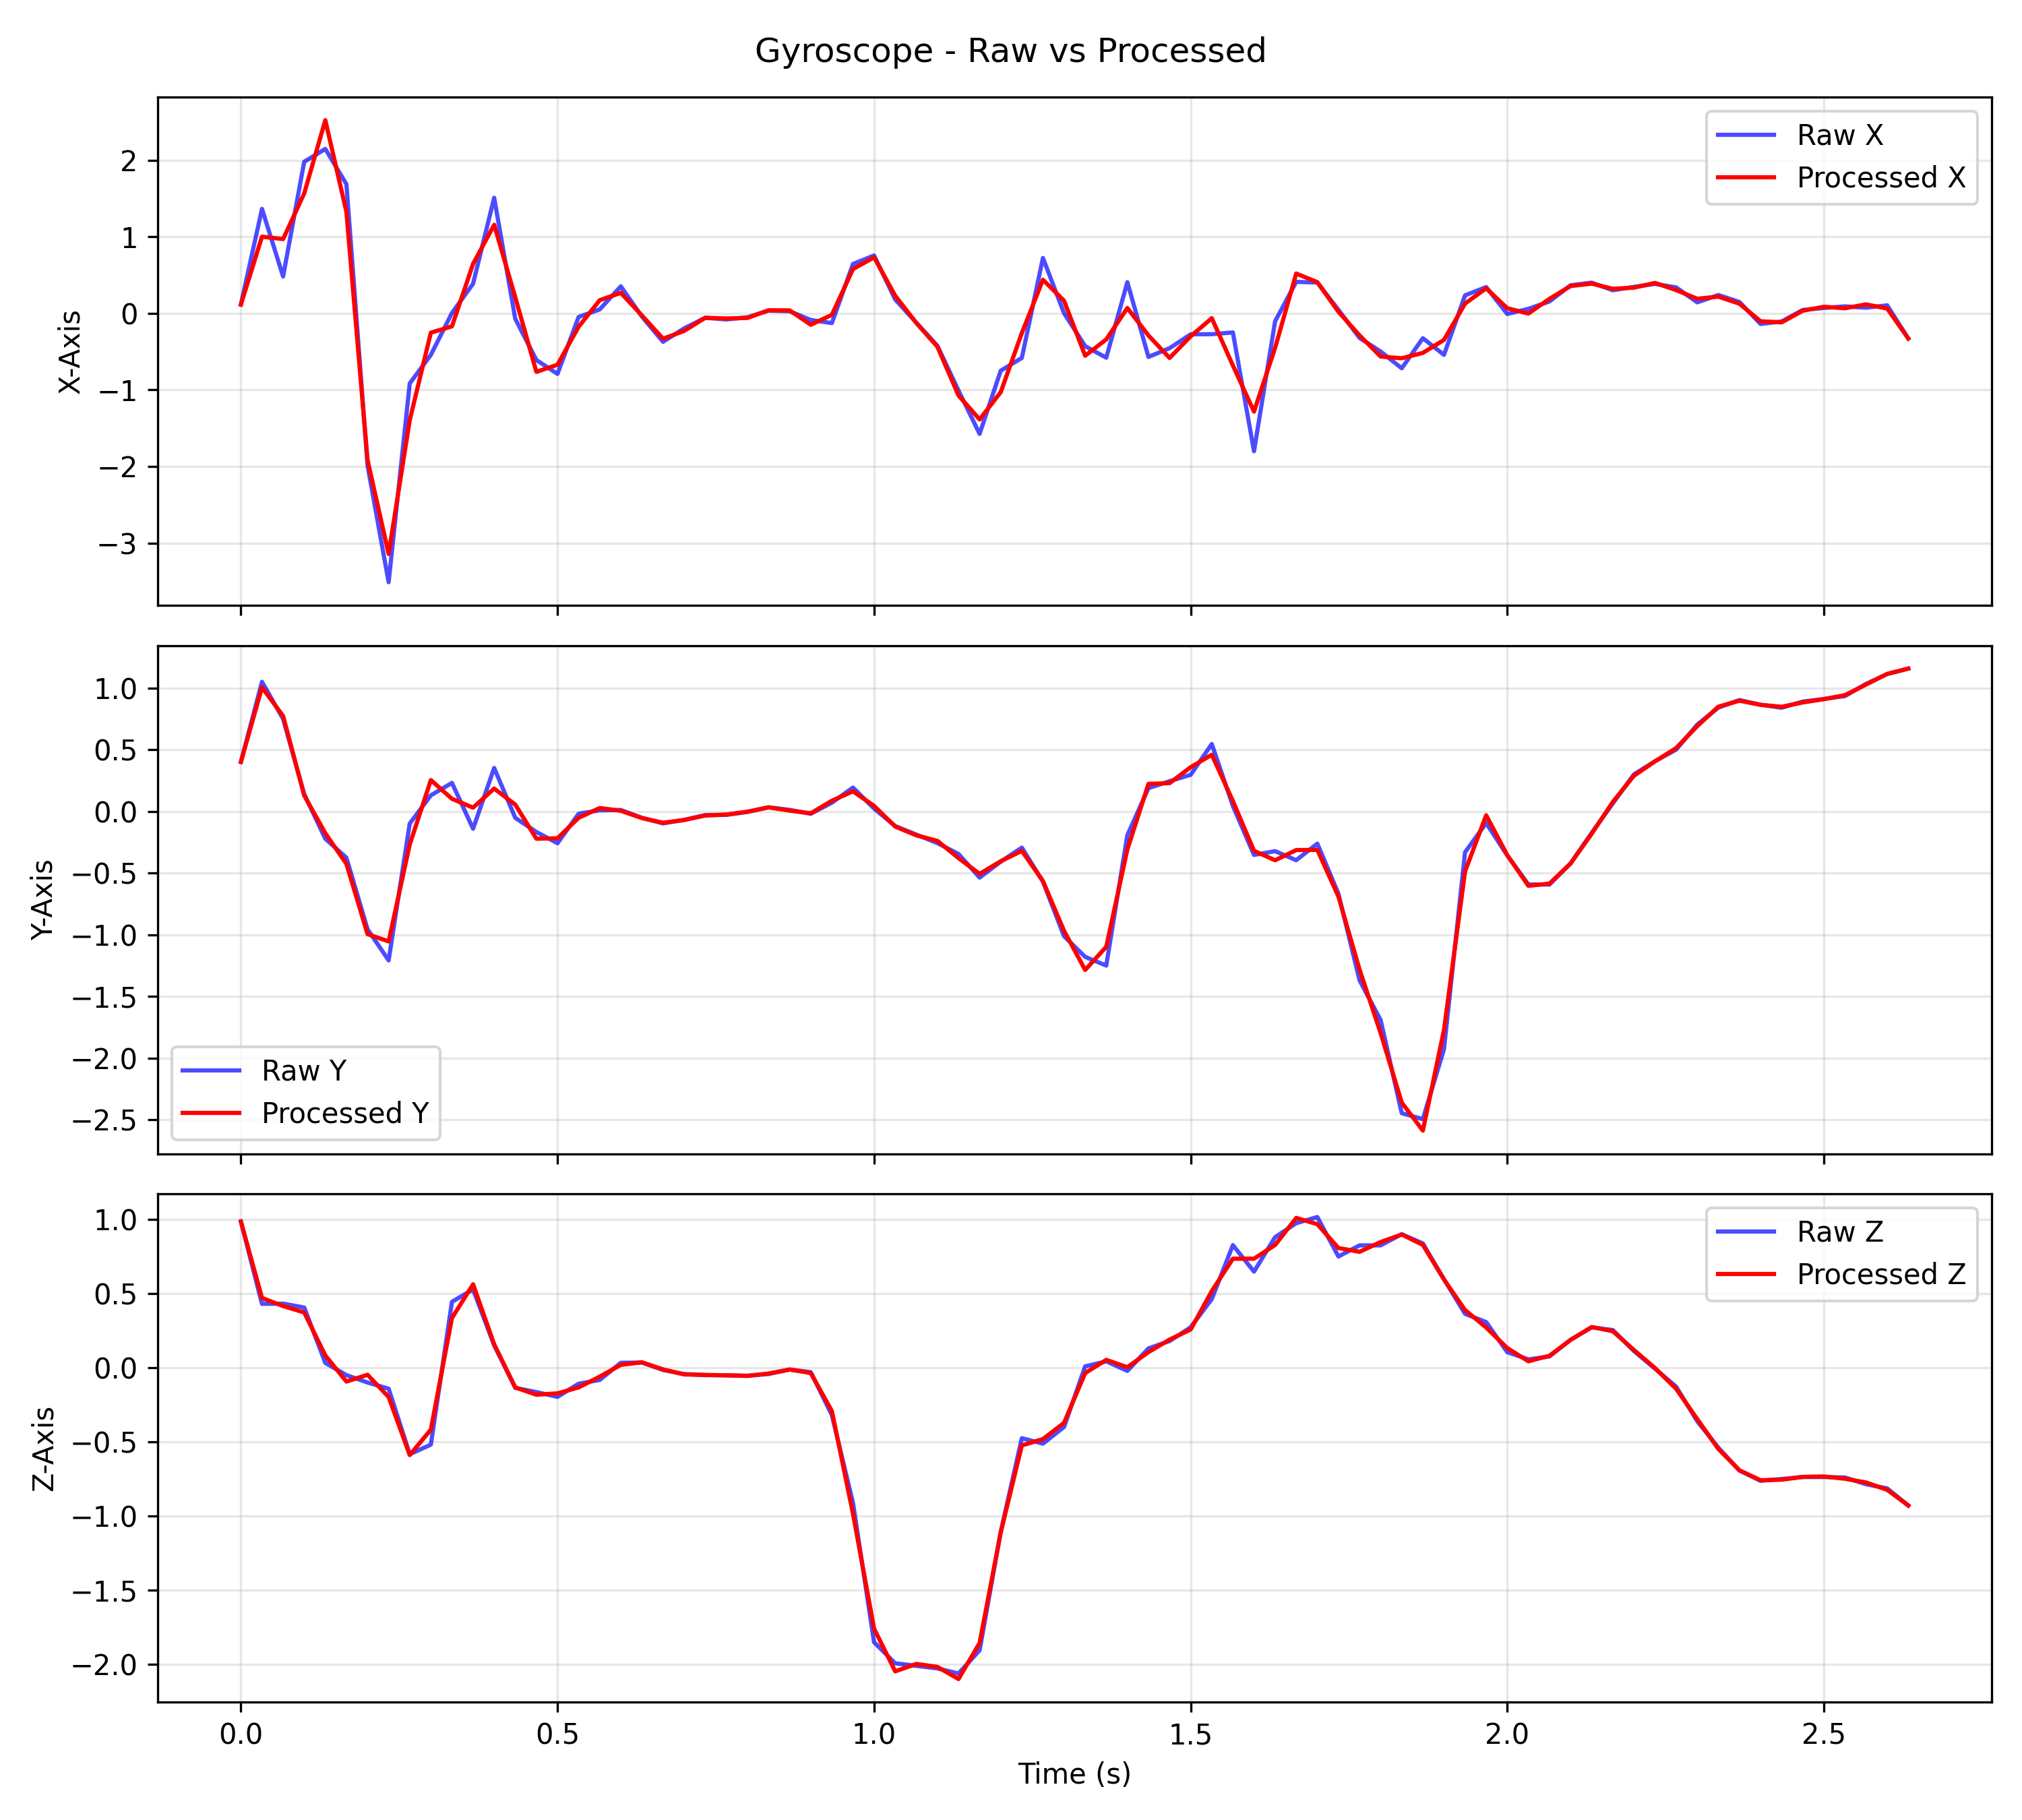 Gyroscope - Raw vs Processed
X-Axis
2
1
0
−1
−2
−3
Raw X
Processed X
Y-Axis
1.0
0.5
0.0
−0.5
−1.0
−1.5
−2.0
−2.5
Raw Y
Processed Y
Z-Axis
1.0
0.5
0.0
−0.5
−1.0
−1.5
−2.0
Raw Z
Processed Z
0.0 0.5 1.0 1.5 2.0 2.5
Time (s)